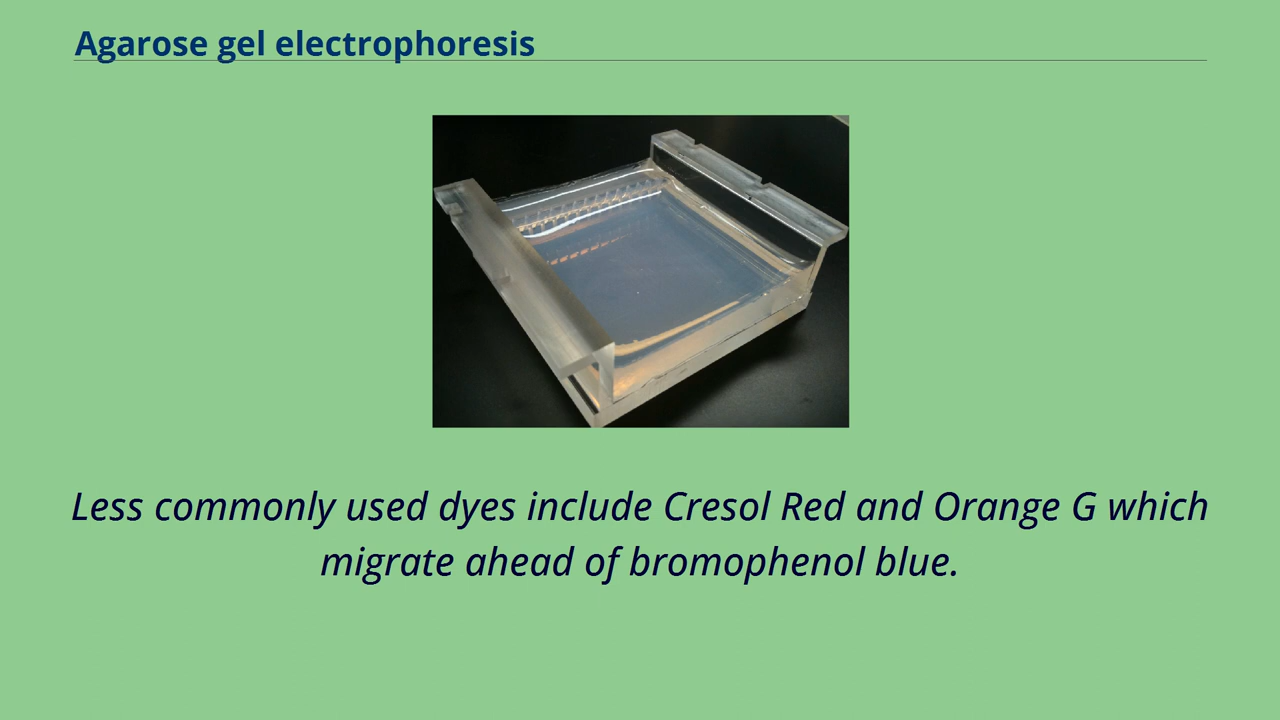 Agarose gel electrophoresis
Less commonly used dyes include Cresol Red and Orange G which
migrate ahead of bromophenol blue.